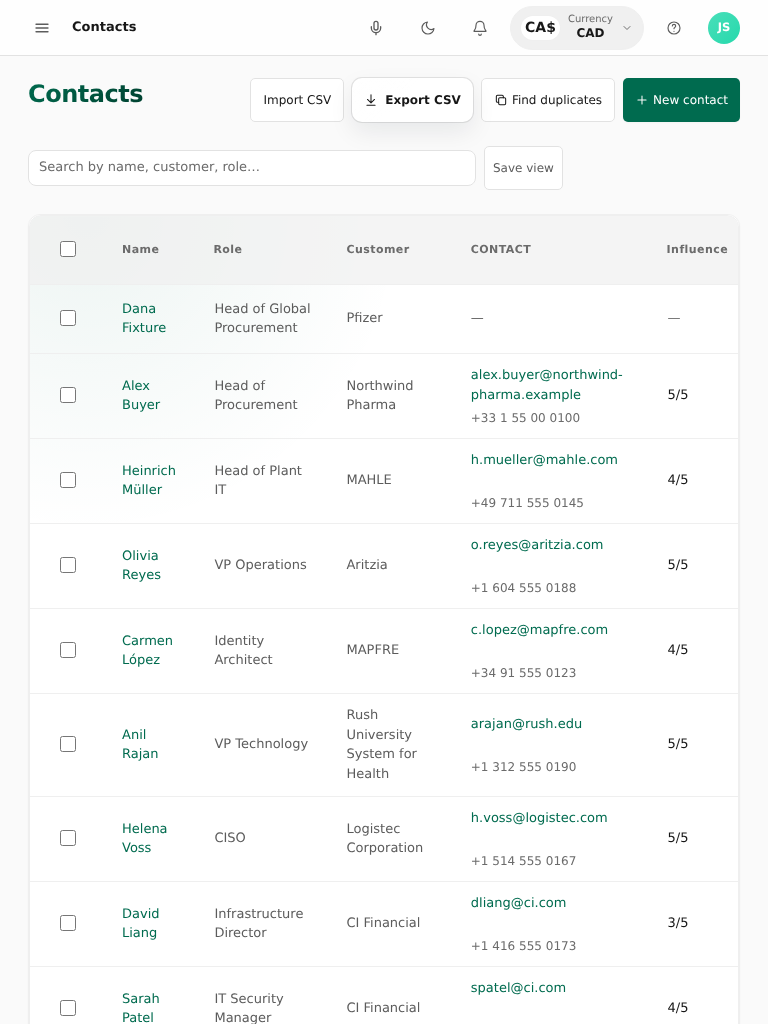 Contacts
CA$
Currency
CAD
JS
Contacts
Import CSV
Export CSV
Find duplicates
New contact
Search by name, customer, role…
Save view
Name Role Customer CONTACT Influence
Dana
Fixture
Head of Global
Procurement
Pfizer
—
—
Alex
Buyer
Head of
Procurement
Northwind
Pharma
alex.buyer@northwind-
pharma.example
+33 1 55 00 0100
5/5
Heinrich
Müller
Head of Plant
IT
MAHLE
h.mueller@mahle.com
+49 711 555 0145
4/5
Olivia
Reyes
VP Operations
Aritzia
o.reyes@aritzia.com
+1 604 555 0188
5/5
Carmen
López
Identity
Architect
MAPFRE
c.lopez@mapfre.com
+34 91 555 0123
4/5
Anil
Rajan
VP Technology
Rush
University
System for
Health
arajan@rush.edu
+1 312 555 0190
5/5
Helena
Voss
CISO
Logistec
Corporation
h.voss@logistec.com
+1 514 555 0167
5/5
David
Liang
Infrastructure
Director
CI Financial
dliang@ci.com
+1 416 555 0173
3/5
Sarah
Patel
IT Security
Manager
CI Financial
spatel@ci.com
4/5